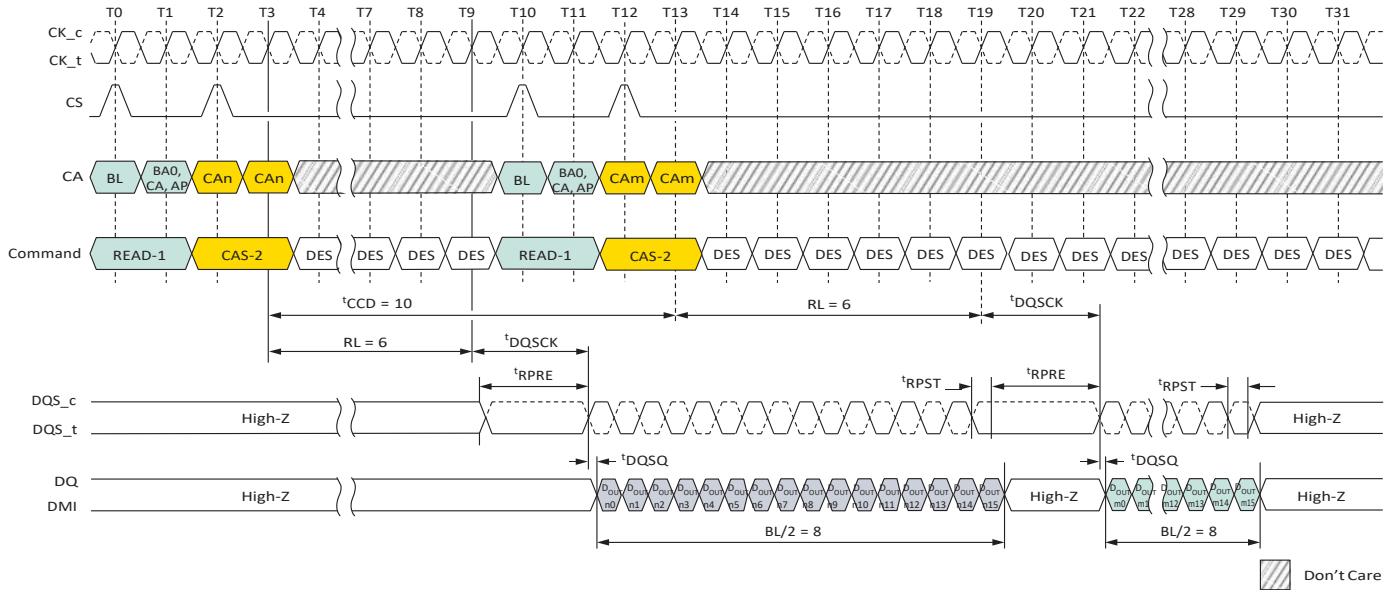 T0 T1 T2 T3 T4 T7 T8 T9 T10 T11 T12 T13 T14 T15 T16 T17 T18 T19 T20 T21 T22 T28 T29 T30 T31
CK_c
CK_t
CS
CA BL BA0, CA, AP CAn CAn BL BA0, CA, AP CAm CAm
Command READ-1 CAS-2 DES DES DES DES READ-1 CAS-2 DES DES DES DES DES DES DES DES DES DES DES DES DES
tCCD = 10 RL = 6 tDQSCK
RL = 6 tDQSCK
tRPRE tRPST tRPRE tRPST
DQS_c
DQS_t
High-Z High-Z
tDQSQ tDQSQ
DQ
DMI
High-Z DOUT n0 DOUT n1 DOUT n2 DOUT n3 DOUT n4 DOUT n5 DOUT n6 DOUT n7 DOUT n8 DOUT n9 DOUT n10 DOUT n11 DOUT n12 DOUT n13 DOUT n14 DOUT n15 High-Z DOUT m0 DOUT m1 DOUT m12 DOUT m13 DOUT m14 DOUT m15 High-Z
BL/2 = 8 BL/2 = 8
Don't Care